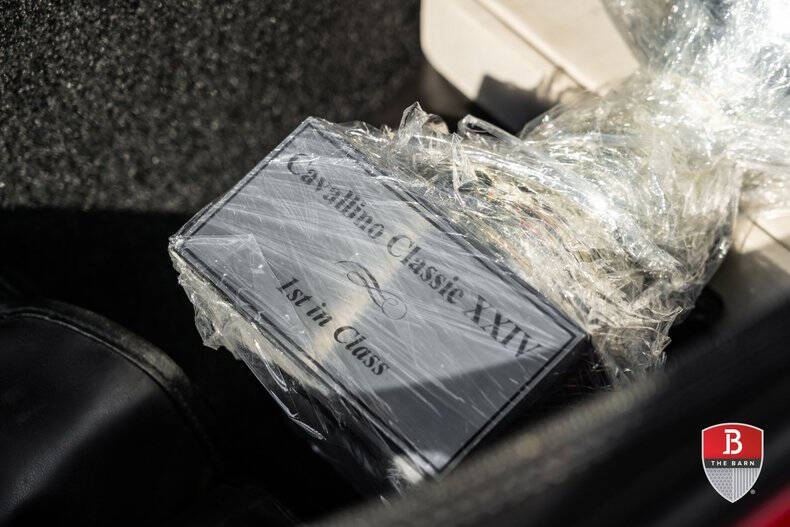 Cavallino Classic XXIV
1st in Class
B
THE BARN
®